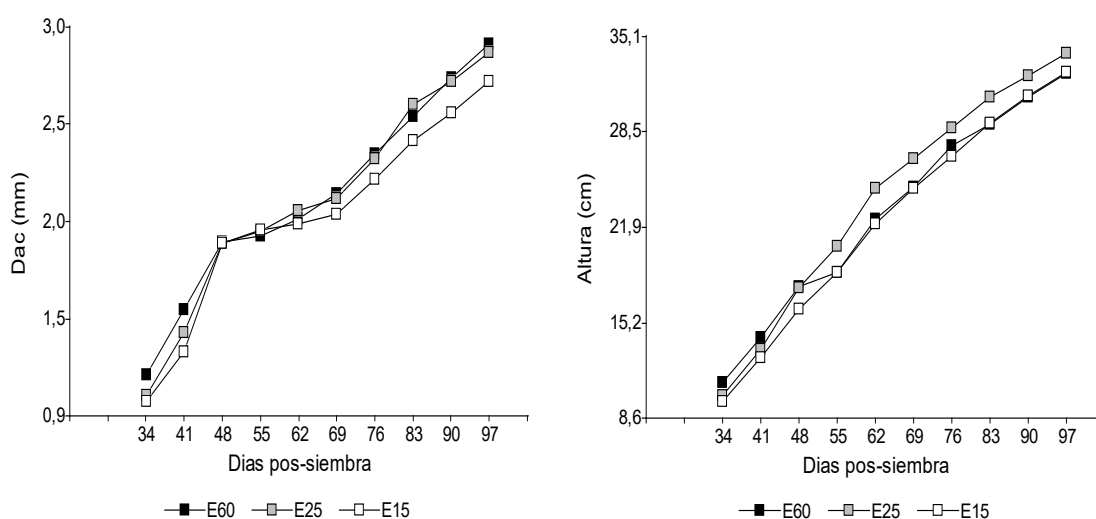 3,0
2,5
2,0
1,5
0,9
Dac (mm)
34 41 48 55 62 69 76 83 90 97
Dias pos-siembra
E60 E25 E15
35,1
28,5
21,9
15,2
8,6
Altura (cm)
34 41 48 55 62 69 76 83 90 97
Dias pos-siembra
E60 E25 E15